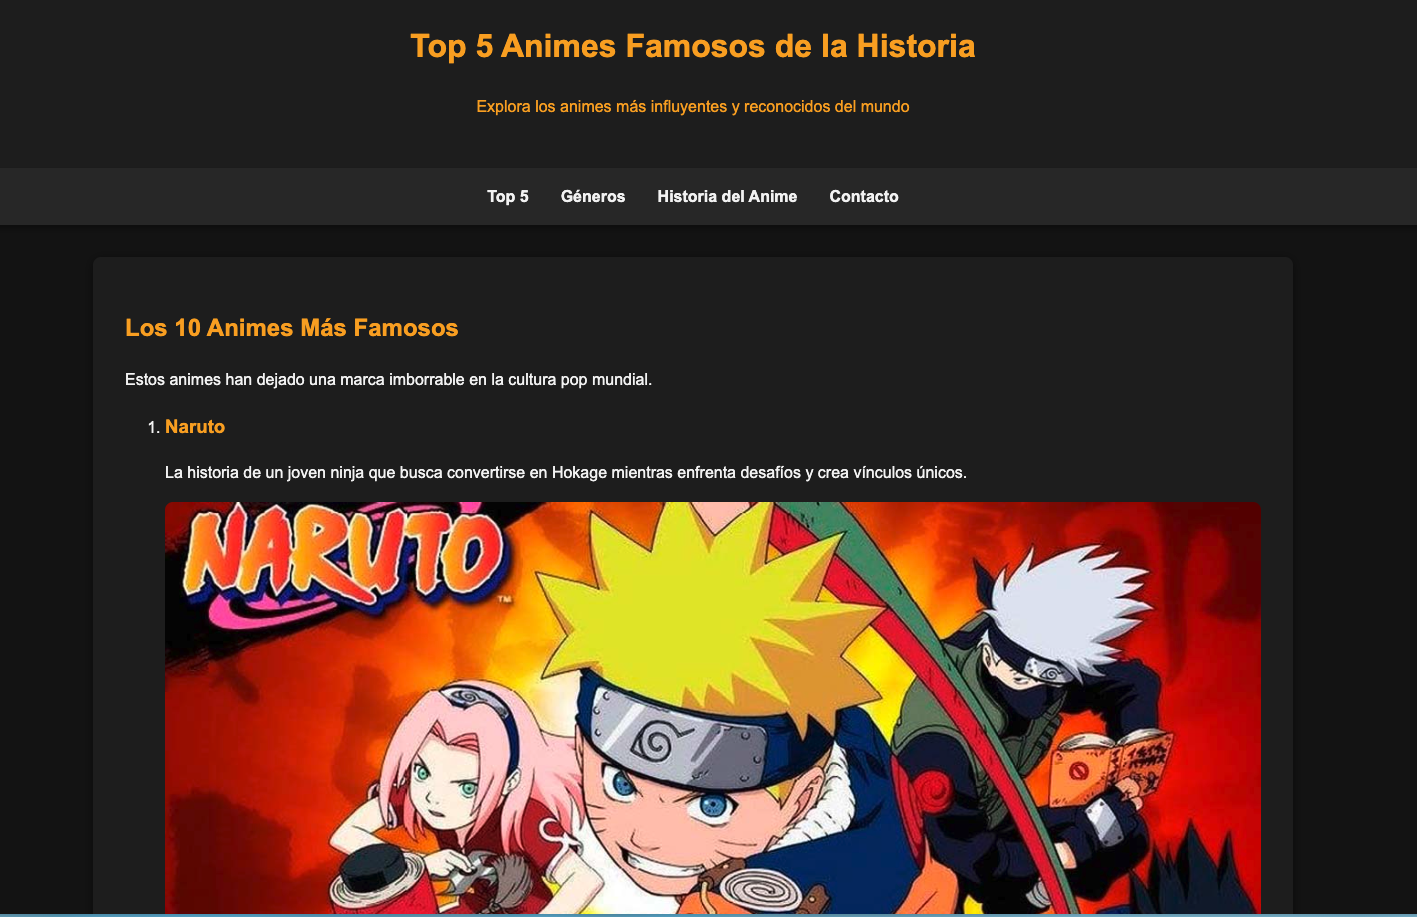 Top 5 Animes Famosos de la Historia
Explora los animes más influyentes y reconocidos del mundo
Top 5 Géneros Historia del Anime Contacto
Los 10 Animes Más Famosos
Estos animes han dejado una marca imborrable en la cultura pop mundial.
1. Naruto
La historia de un joven ninja que busca convertirse en Hokage mientras enfrenta desafíos y crea vínculos únicos.
NARUTO™